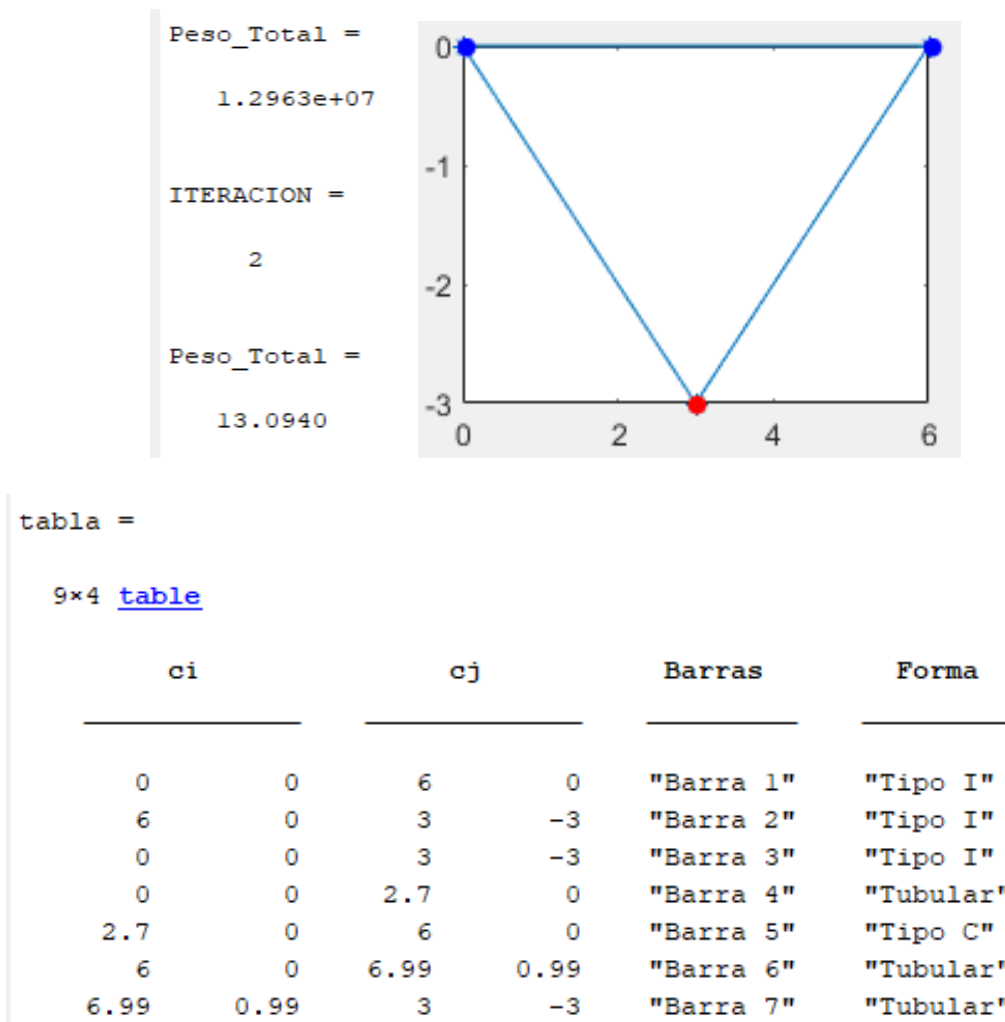 Peso_Total =
1.2963e+07
ITERACION =
2
Peso_Total =
13.0940
0
-1
-2
-3
0 2 4 6
tabla =
9×4 table
ci cj Barras Forma
0 0 6 0 "Barra 1" "Tipo I"
6 0 3 -3 "Barra 2" "Tipo I"
0 0 3 -3 "Barra 3" "Tipo I"
0 0 2.7 0 "Barra 4" "Tubular"
2.7 0 6 0 "Barra 5" "Tipo C"
6 0 6.99 0.99 "Barra 6" "Tubular"
6.99 0.99 3 -3 "Barra 7" "Tubular"